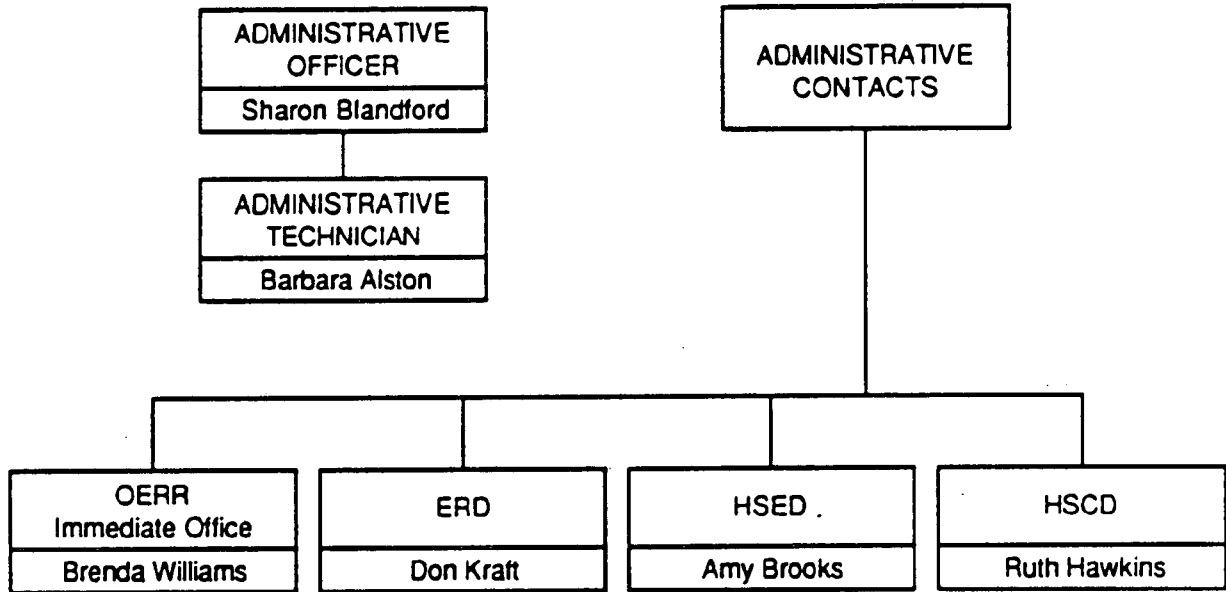 ADMINISTRATIVE
OFFICER
Sharon Blandford
ADMINISTRATIVE
TECHNICIAN
Barbara Alston
ADMINISTRATIVE
CONTACTS
OERR
Immediate Office
Brenda Williams
ERD
Don Kraft
HSED
Amy Brooks
HSCD
Ruth Hawkins